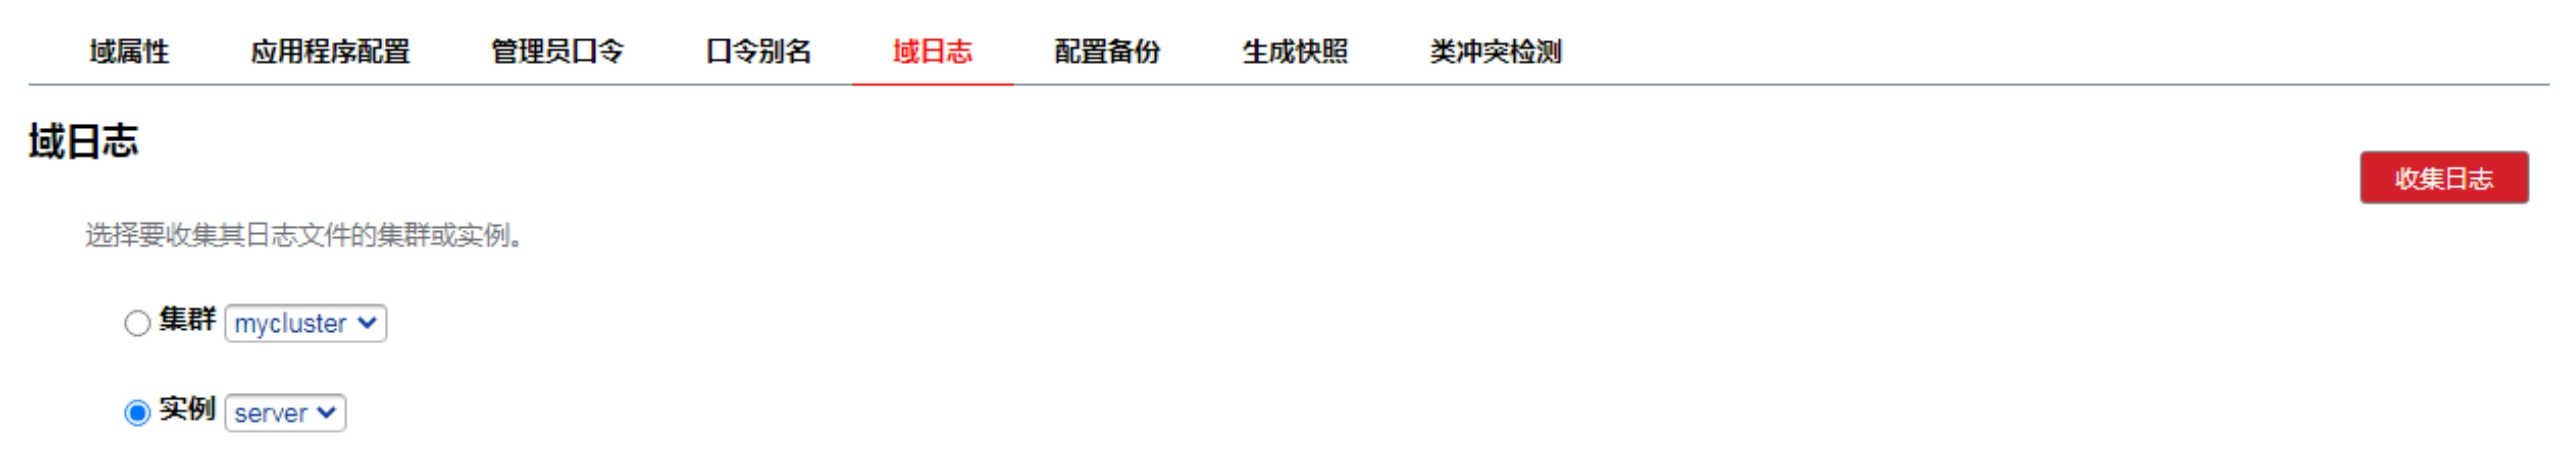 域属性 应用程序配置 管理员口令 口令别名 域日志 配置备份 生成快照 类冲突检测
域日志
收集日志
选择要收集其日志文件的集群或实例。
集群 mycluster
实例 server